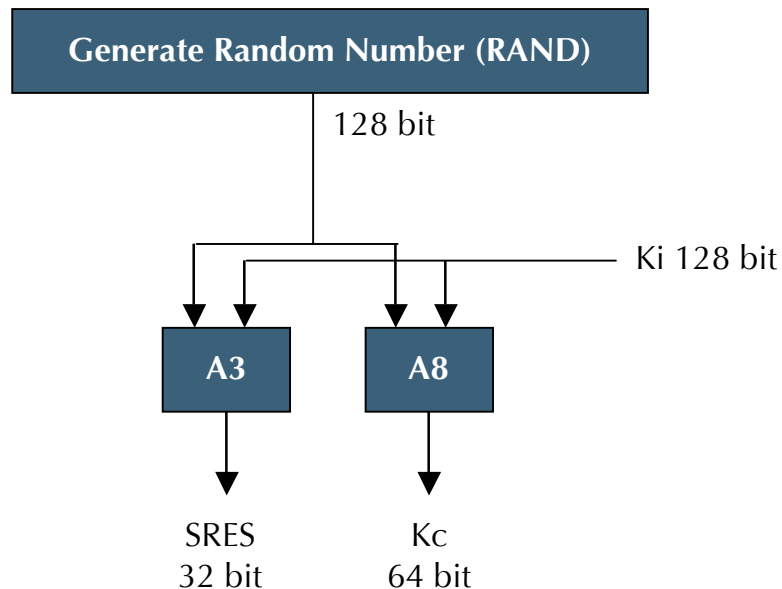 Generate Random Number (RAND)
128 bit
Ki 128 bit
A3
A8
SRES
32 bit
Kc
64 bit